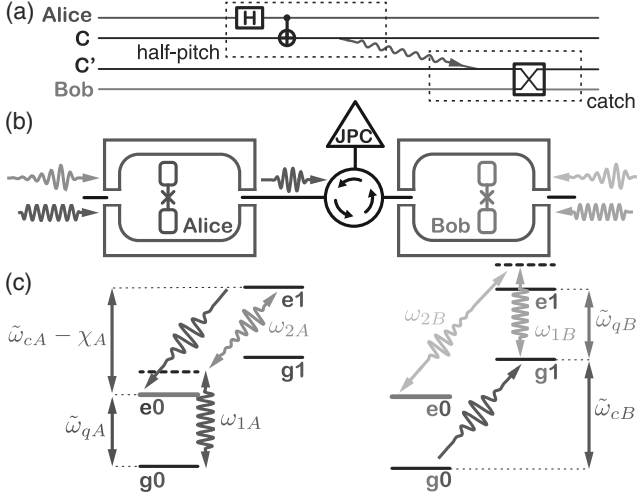 (a)
Alice
H
C
half-pitch
C'
Bob
catch
(b)
JPC
Alice
Bob
(c)
e1
e1
ω̃cA − χA
ω2A
ω2B
ω1B
ω̃qB
g1
g1
e0
e0
ω̃qA
ω1A
ω̃cB
g0
g0